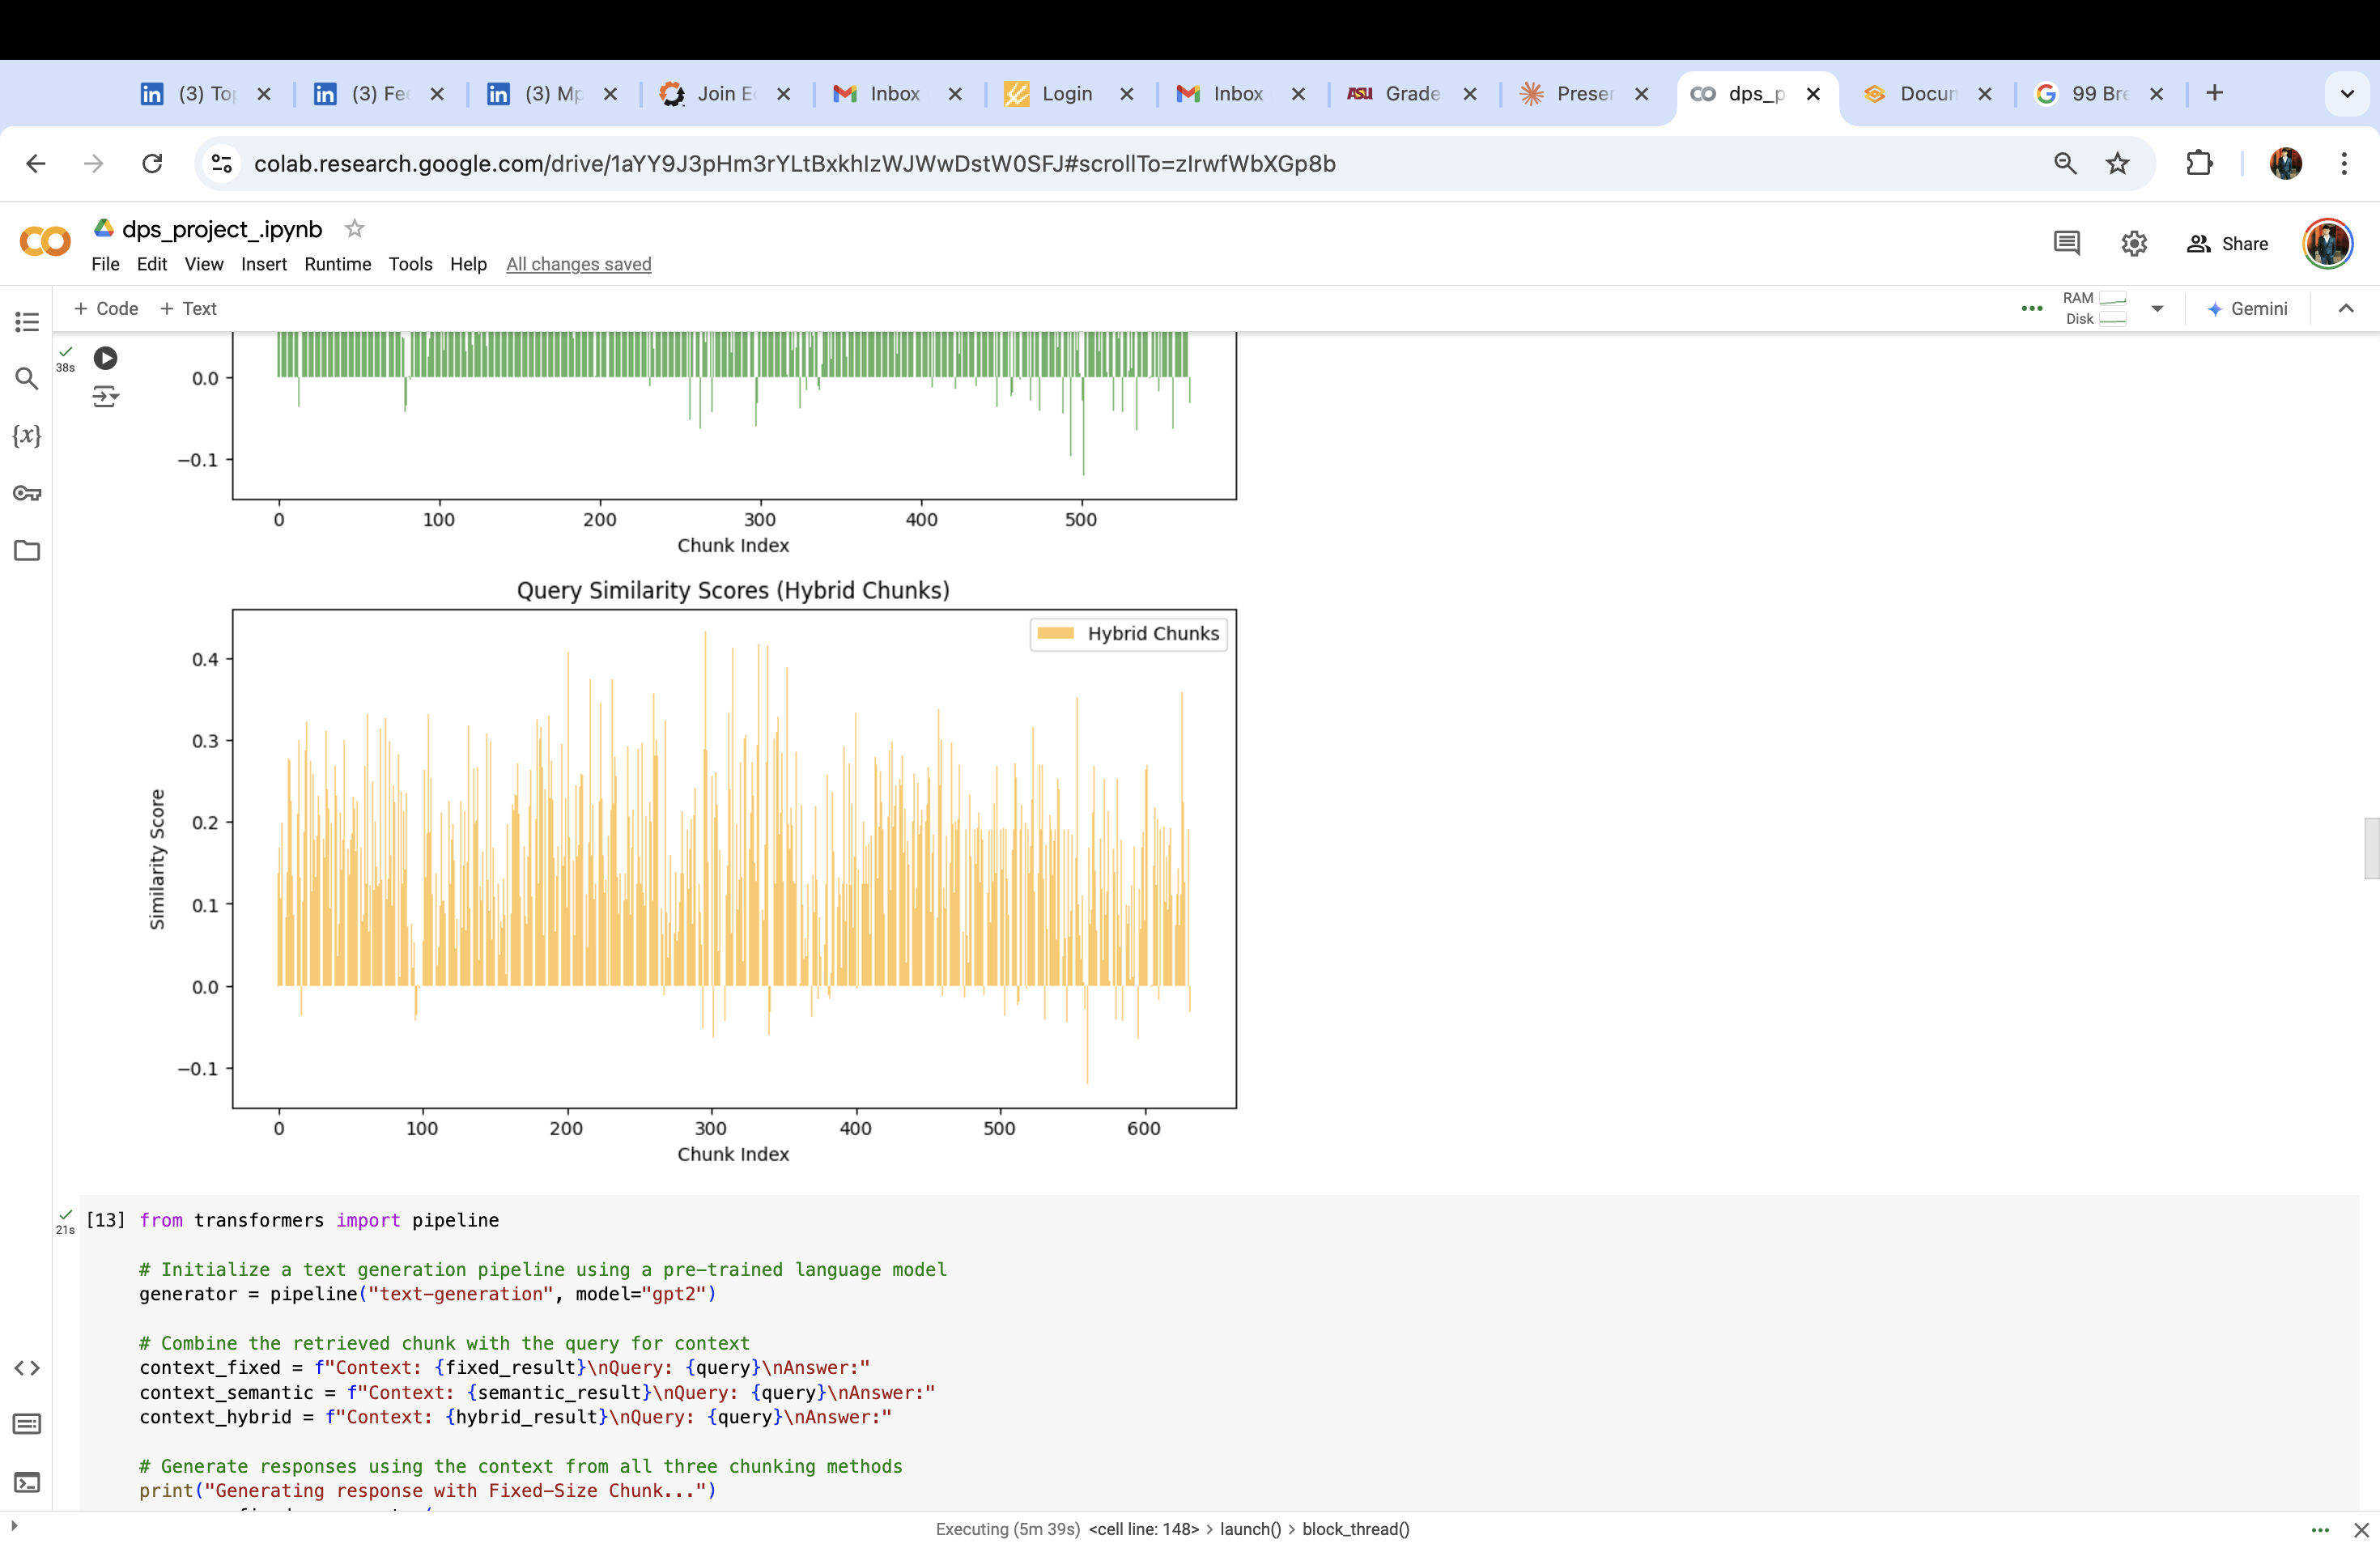 (3) To
(3) Fe
(3) Mp
Join E
Inbox
Login
Inbox
ASU Grade
Preser
dps_p
Docun
99 Bre
colab.research.google.com/drive/1aYY9J3pHm3rYLtBxkhIzWJWwDstW0SFJ#scrollTo=zIrwfWbXGp8b
dps_project_.ipynb
File Edit View Insert Runtime Tools Help All changes saved
Share
+ Code + Text
RAM
Disk
Gemini
38s
0.0
−0.1
0 100 200 300 400 500
Chunk Index
Query Similarity Scores (Hybrid Chunks)
Hybrid Chunks
0.4
0.3
0.2
0.1
0.0
−0.1
Similarity Score
0 100 200 300 400 500 600
Chunk Index
21s
[13] from transformers import pipeline
# Initialize a text generation pipeline using a pre-trained language model
generator = pipeline("text-generation", model="gpt2")
# Combine the retrieved chunk with the query for context
context_fixed = f"Context: {fixed_result}\nQuery: {query}\nAnswer:"
context_semantic = f"Context: {semantic_result}\nQuery: {query}\nAnswer:"
context_hybrid = f"Context: {hybrid_result}\nQuery: {query}\nAnswer:"
# Generate responses using the context from all three chunking methods
print("Generating response with Fixed-Size Chunk...")
Executing (5m 39s) <cell line: 148> > launch() > block_thread()